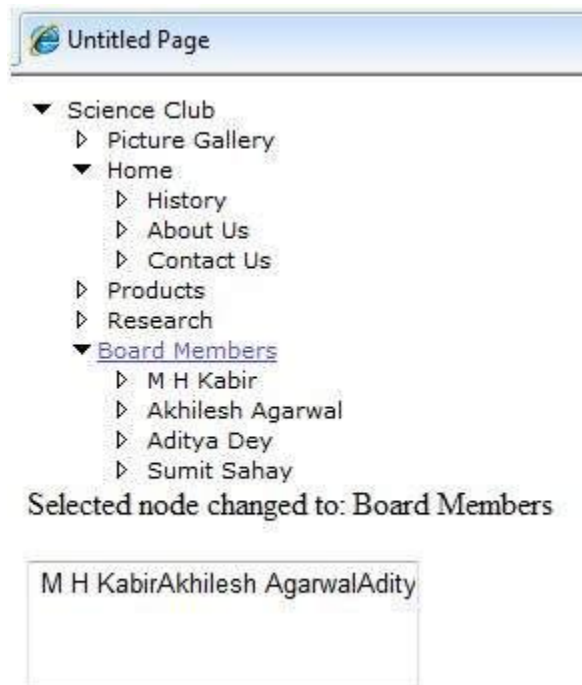 Untitled Page
Science Club
Picture Gallery
Home
History
About Us
Contact Us
Products
Research
Board Members
M H Kabir
Akhilesh Agarwal
Aditya Dey
Sumit Sahay
Selected node changed to: Board Members
M H KabirAkhilesh AgarwalAdity